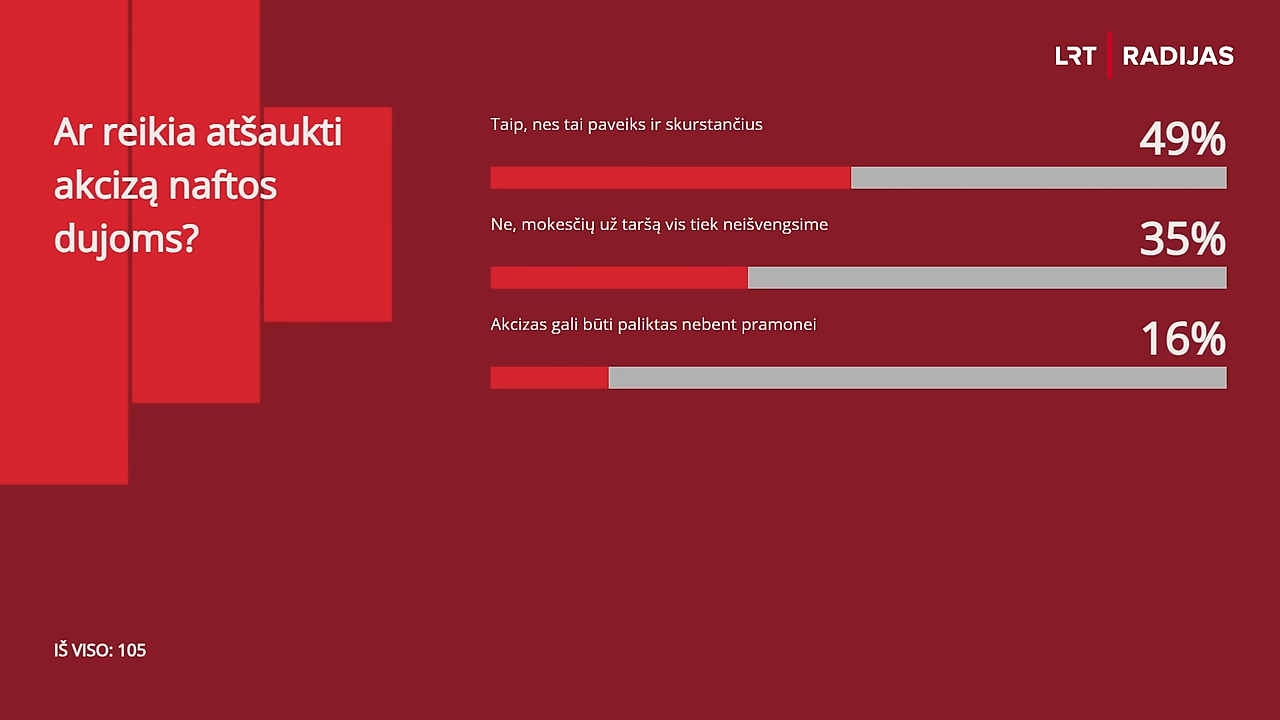 LRT RADIJAS
Ar reikia atšaukti
akcizą naftos
dujoms?
Taip, nes tai paveiks ir skurstančius
49%
Ne, mokesčių už taršą vis tiek neišvengsime
35%
Akcizas gali būti paliktas nebent pramonei
16%
IŠ VISO: 105